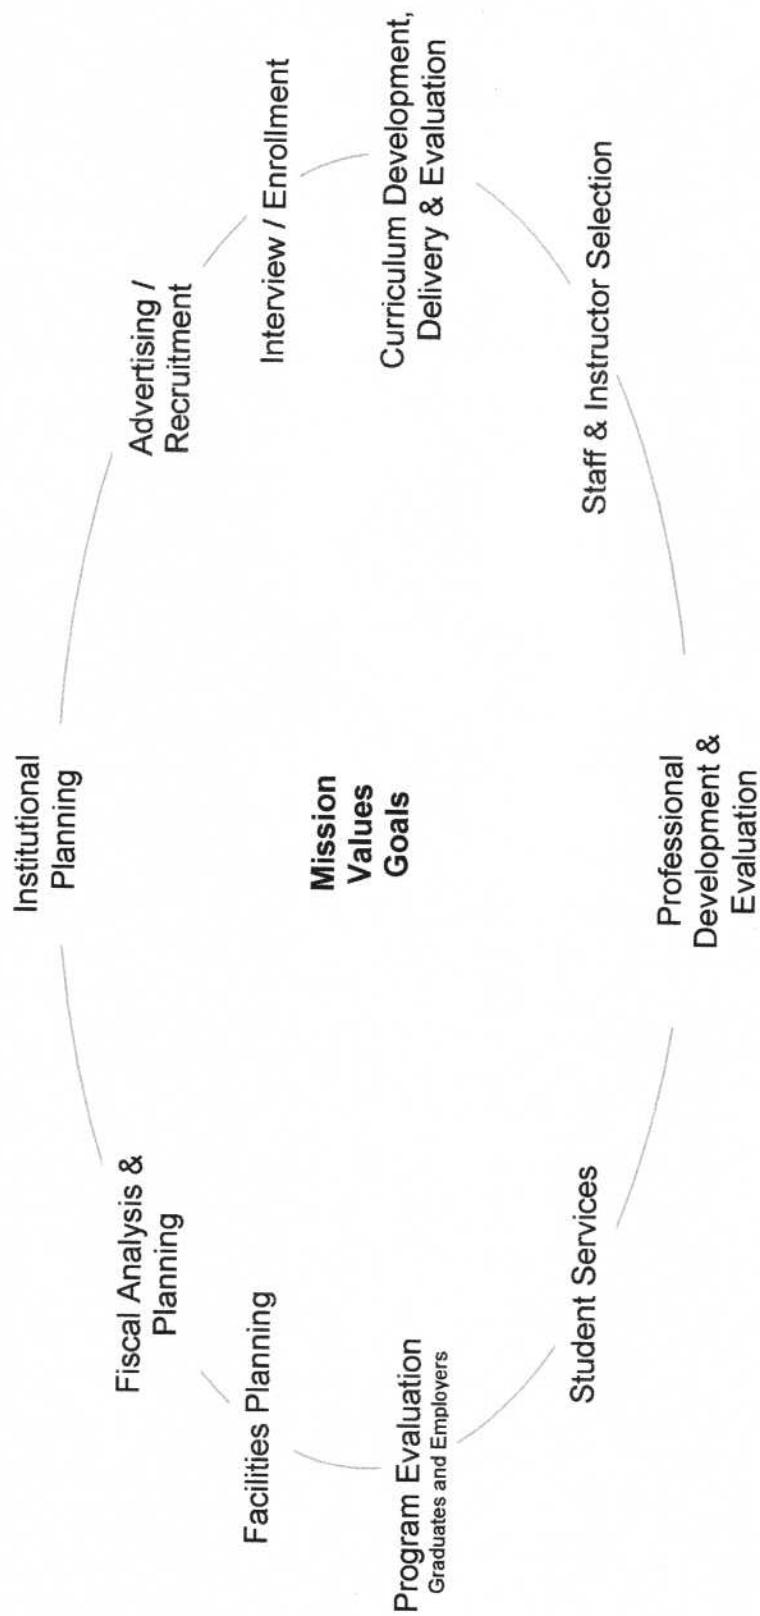 Institutional
Planning
Advertising /
Recruitment
Interview / Enrollment
Curriculum Development,
Delivery & Evaluation
Staff & Instructor Selection
Professional
Development &
Evaluation
Student Services
Program Evaluation
Graduates and Employers
Facilities Planning
Fiscal Analysis &
Planning
Mission
Values
Goals